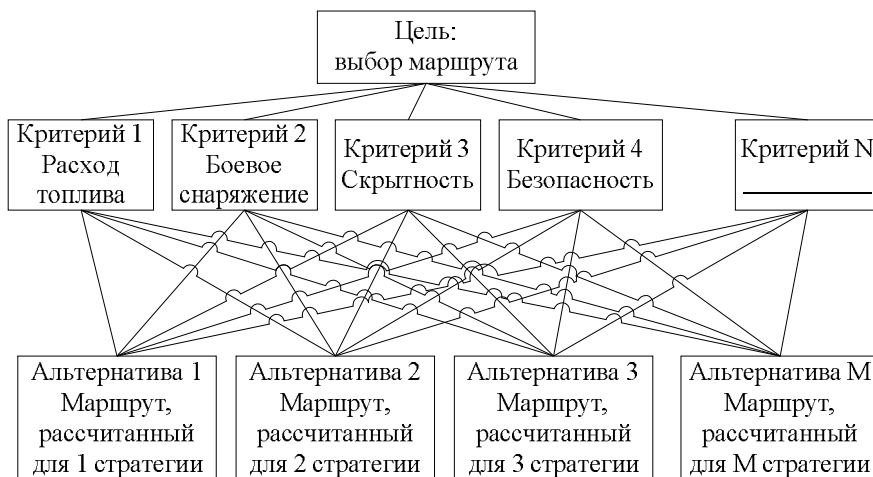 Цель:
выбор маршрута
Критерий 1
Расход
топлива
Критерий 2
Боевое
снаряжение
Критерий 3
Скрытность
Критерий 4
Безопасность
Критерий N
Альтернатива 1
Маршрут,
рассчитанный
для 1 стратегии
Альтернатива 2
Маршрут,
рассчитанный
для 2 стратегии
Альтернатива 3
Маршрут,
рассчитанный
для 3 стратегии
Альтернатива М
Маршрут,
рассчитанный
для М стратегии